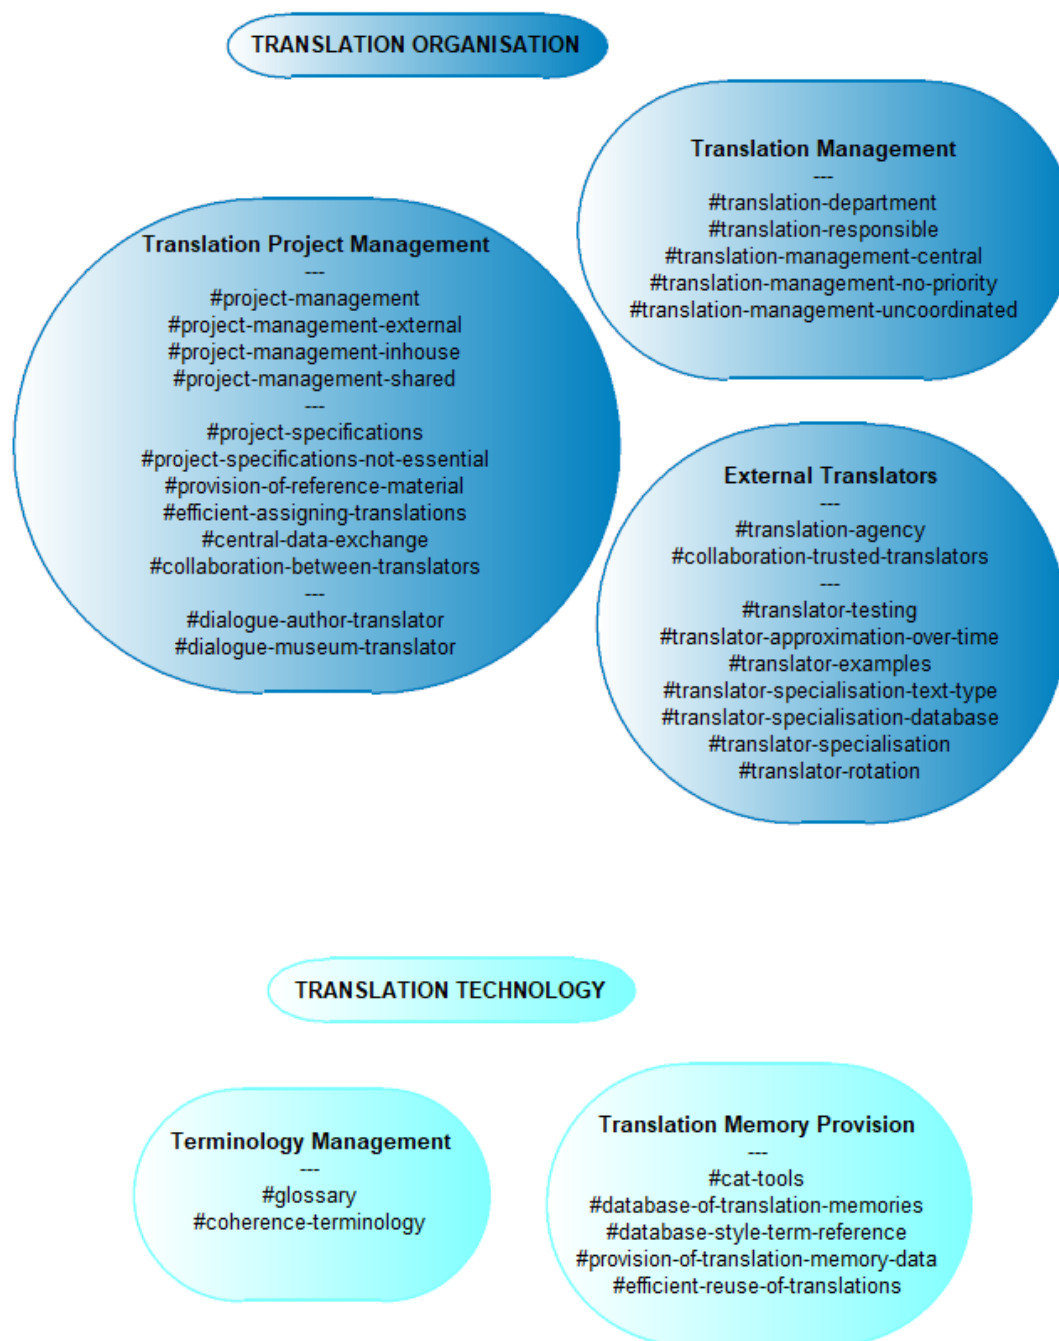 TRANSLATION ORGANISATION
Translation Management
---
#translation-department
#translation-responsible
#translation-management-central
#translation-management-no-priority
#translation-management-uncoordinated
Translation Project Management
---
#project-management
#project-management-external
#project-management-inhouse
#project-management-shared
---
#project-specifications
#project-specifications-not-essential
#provision-of-reference-material
#efficient-assigning-translations
#central-data-exchange
#collaboration-between-translators
---
#dialogue-author-translator
#dialogue-museum-translator
External Translators
---
#translation-agency
#collaboration-trusted-translators
---
#translator-testing
#translator-approximation-over-time
#translator-examples
#translator-specialisation-text-type
#translator-specialisation-database
#translator-specialisation
#translator-rotation
TRANSLATION TECHNOLOGY
Terminology Management
---
#glossary
#coherence-terminology
Translation Memory Provision
---
#cat-tools
#database-of-translation-memories
#database-style-term-reference
#provision-of-translation-memory-data
#efficient-reuse-of-translations